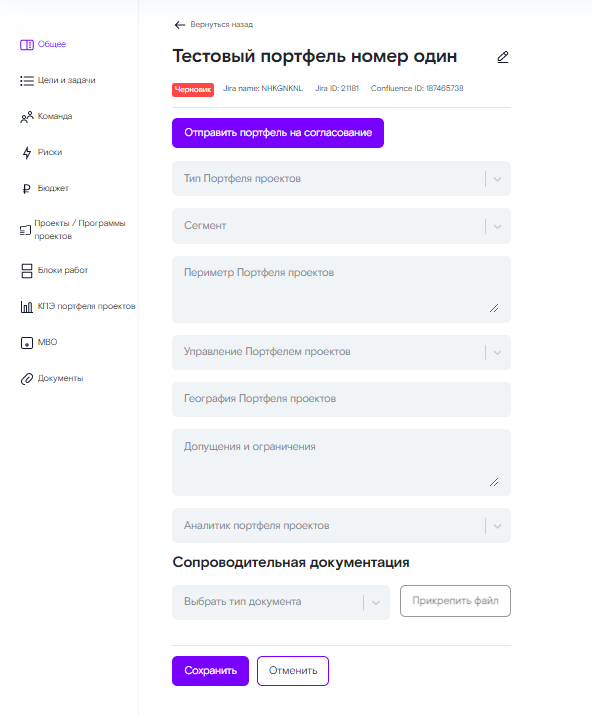 Общее
Цели и задачи
Команда
Риски
Бюджет
Проекты / Программы
проектов
Блоки работ
КПЭ портфеля проектов
МВО
Документы
Вернуться назад
Тестовый портфель номер один
Черновик Jira name: NHKGNKNL Jira ID: 21181 Confluence ID: 187465738
Отправить портфель на согласование
Тип Портфеля проектов
Сегмент
Периметр Портфеля проектов
Управление Портфелем проектов
География Портфеля проектов
Допущения и ограничения
Аналитик портфеля проектов
Сопроводительная документация
Выбрать тип документа
Прикрепить файл
Сохранить
Отменить